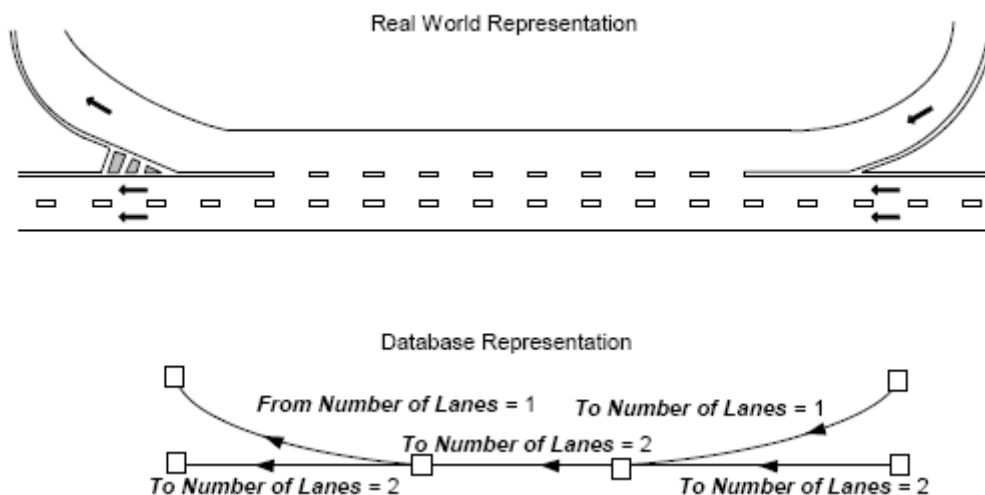 Real World Representation
Database Representation
From Number of Lanes = 1
To Number of Lanes = 1
To Number of Lanes = 2
To Number of Lanes = 2
To Number of Lanes = 2